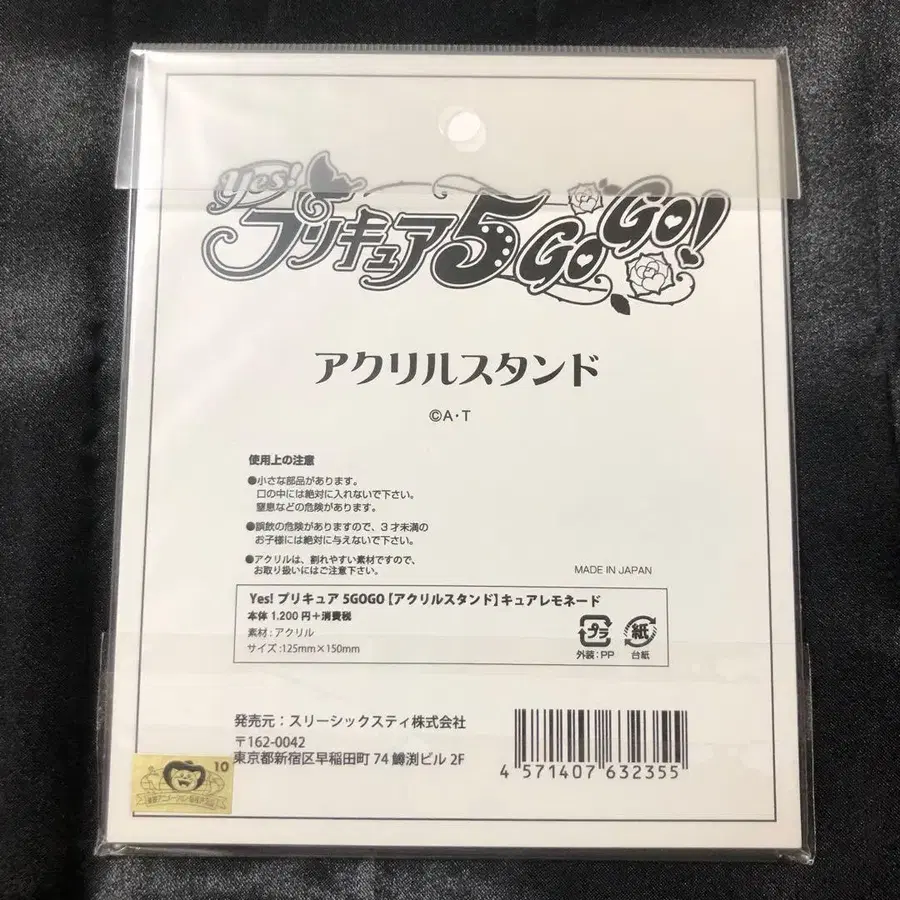 Yes!
プリキュア5GoGo!
アクリルスタンド
©A・T
使用上の注意
●小さな部品があります。
口の中には絶対に入れないで下さい。
窒息などの危険があります。
●誤飲の危険がありますので、3才未満の
お子様には絶対に与えないで下さい。
●アクリルは、割れやすい素材ですので、
お取り扱いにはご注意下さい。
MADE IN JAPAN
Yes! プリキュア 5GOGO【アクリルスタンド】キュアレモネード
本体 1,200 円＋消費税
素材：アクリル
サイズ：125mm×150mm
プラ
外装：PP
紙
台紙
発売元：スリーシックスティ株式会社
〒162-0042
東京都新宿区早稲田町 74 鱒渕ビル 2F
4 571407 632355
10